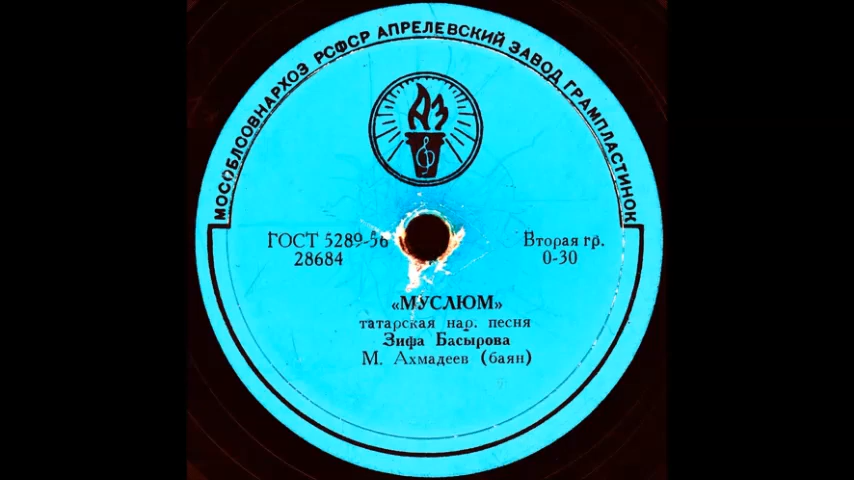 МОСОБЛСОВНАРХОЗ РСФСР АПРЕЛЕВСКИЙ ЗАВОД ГРАМПЛАСТИНОК
АЗ
ГОСТ 5289-56
28684
Вторая гр.
0-30
«МУСЛЮМ»
татарская нар. песня
Зифа Басырова
М. Ахмадеев (баян)